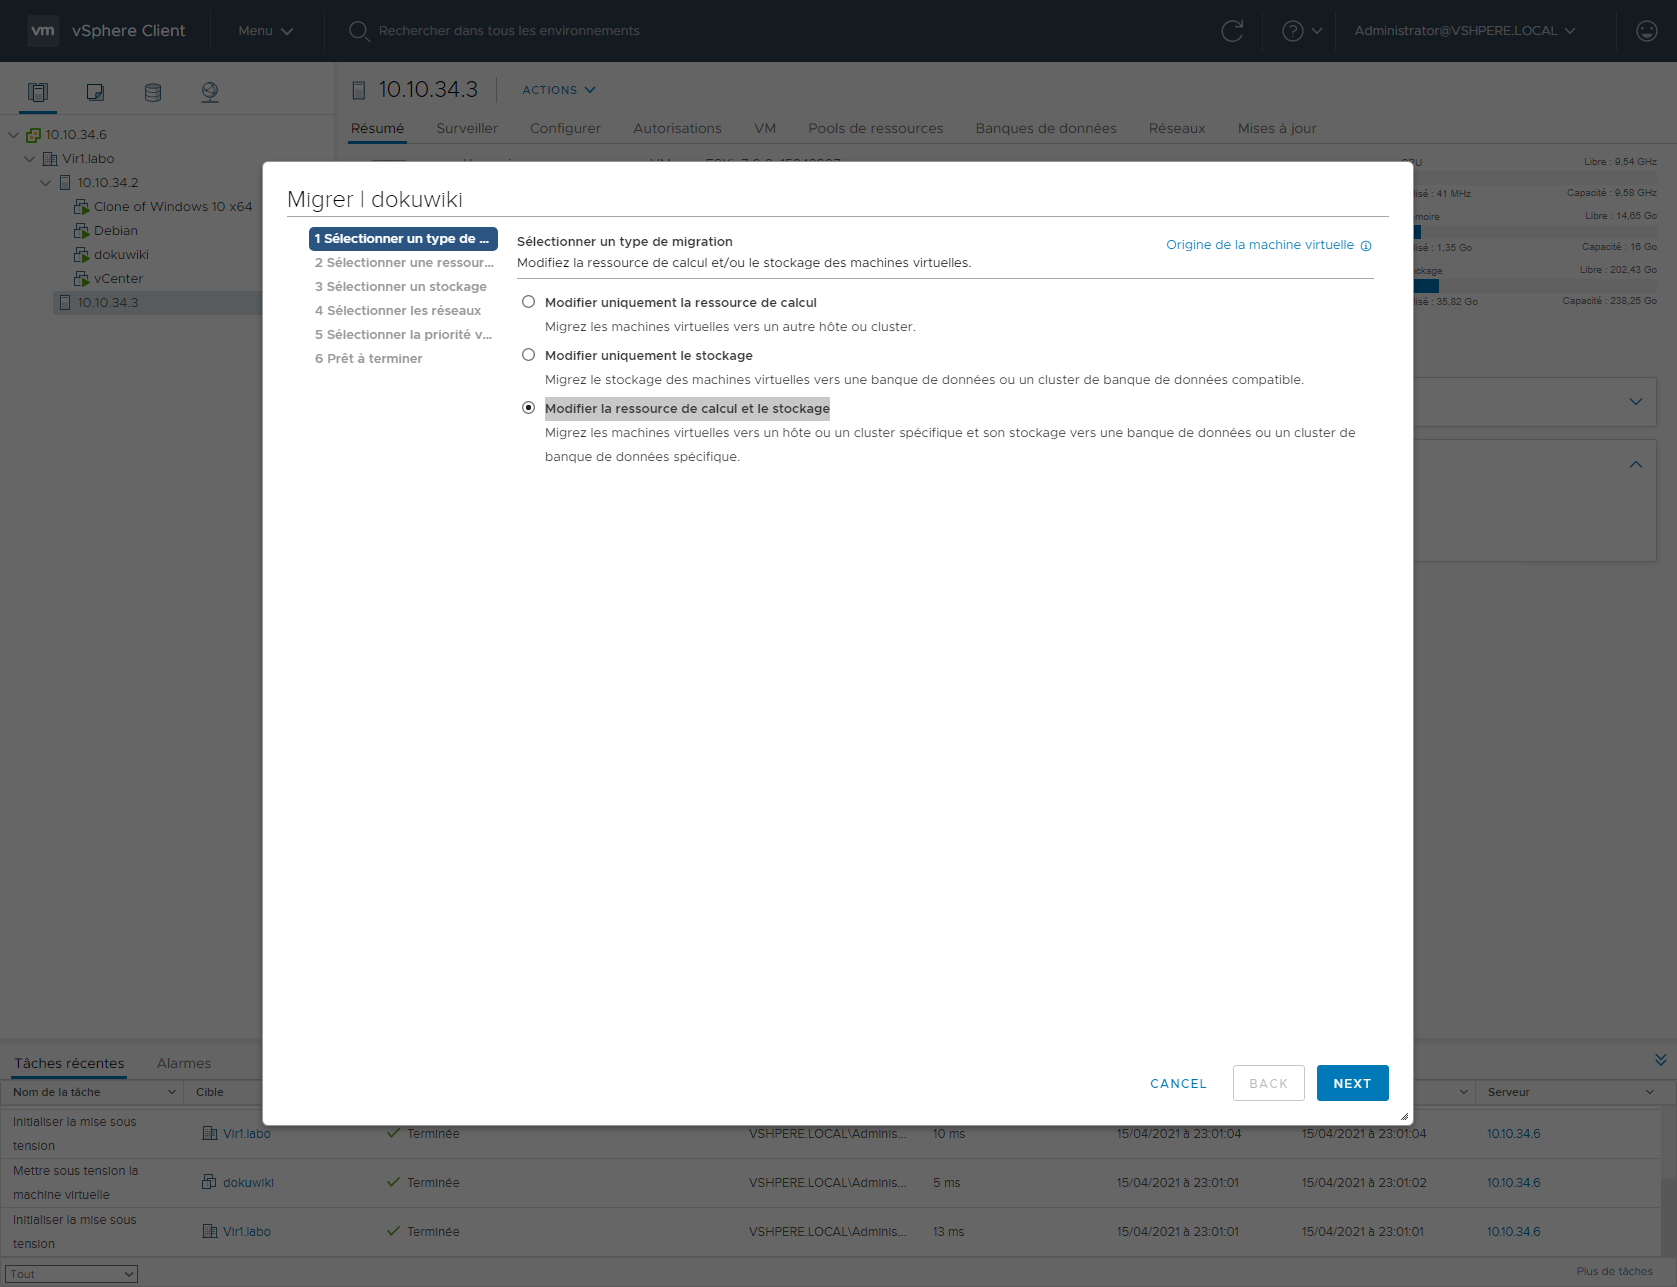 vm vSphere Client Menu Rechercher dans tous les environnements Administrator@VSHPERE.LOCAL
10.10.34.3 ACTIONS
Résumé Surveiller Configurer Autorisations VM Pools de ressources Banques de données Réseaux Mises à jour
10.10.34.6
Vir1.labo
10.10.34.2
Clone of Windows 10 x64
Debian
dokuwiki
vCenter
10.10.34.3
Libre : 9,54 GHz
: 41 MHz Capacité : 9,58 GHz
Libre : 14,65 Go
: 1,35 Go Capacité : 16 Go
Libre : 202,43 Go
: 35,82 Go Capacité : 238,25 Go
Migrer | dokuwiki
1 Sélectionner un type de ...
2 Sélectionner une ressour...
3 Sélectionner un stockage
4 Sélectionner les réseaux
5 Sélectionner la priorité v...
6 Prêt à terminer
Sélectionner un type de migration
Origine de la machine virtuelle
Modifiez la ressource de calcul et/ou le stockage des machines virtuelles.
Modifier uniquement la ressource de calcul
Migrez les machines virtuelles vers un autre hôte ou cluster.
Modifier uniquement le stockage
Migrez le stockage des machines virtuelles vers une banque de données ou un cluster de banque de données compatible.
Modifier la ressource de calcul et le stockage
Migrez les machines virtuelles vers un hôte ou un cluster spécifique et son stockage vers une banque de données ou un cluster de
banque de données spécifique.
CANCEL BACK NEXT
Tâches récentes Alarmes
Nom de la tâche Cible Serveur
Initialiser la mise sous
tension
Vir1.labo Terminée VSHPERE.LOCAL\Adminis... 10 ms 15/04/2021 à 23:01:04 15/04/2021 à 23:01:04 10.10.34.6
Mettre sous tension la
machine virtuelle
dokuwiki Terminée VSHPERE.LOCAL\Adminis... 5 ms 15/04/2021 à 23:01:01 15/04/2021 à 23:01:02 10.10.34.6
Initialiser la mise sous
tension
Vir1.labo Terminée VSHPERE.LOCAL\Adminis... 13 ms 15/04/2021 à 23:01:01 15/04/2021 à 23:01:01 10.10.34.6
Tout Plus de tâches